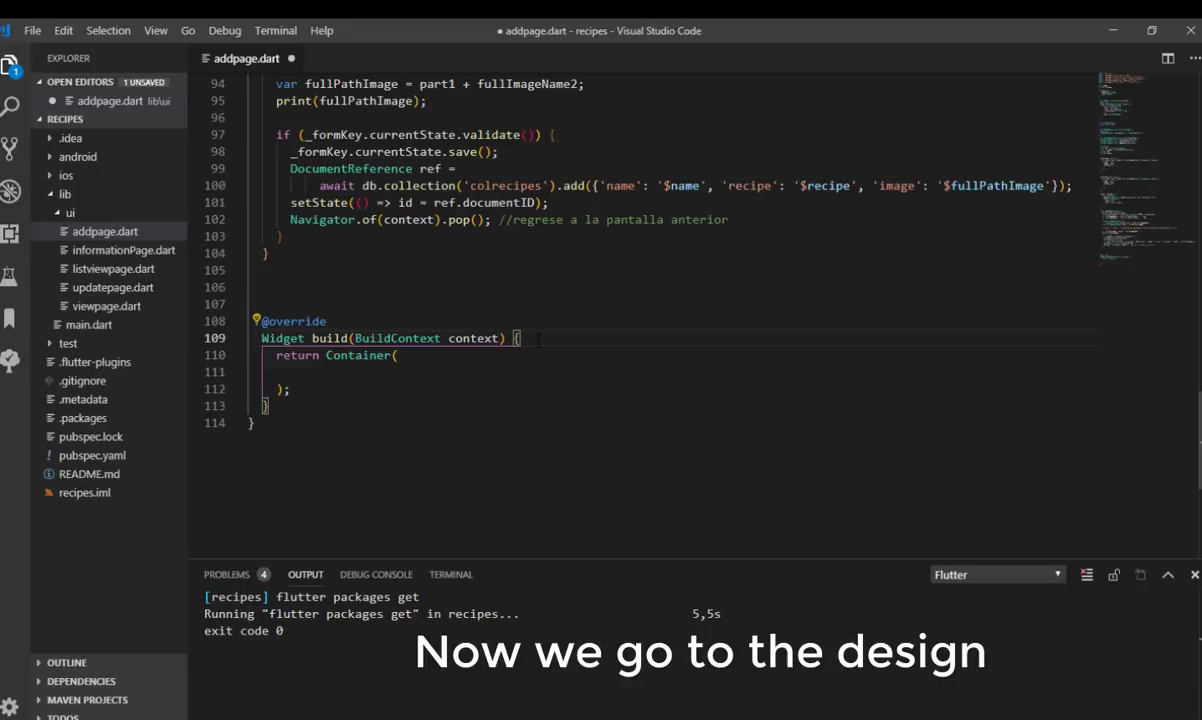 File Edit Selection View Go Debug Terminal Help
● addpage.dart - recipes - Visual Studio Code
EXPLORER
addpage.dart ●
OPEN EDITORS 1 UNSAVED
● addpage.dart lib\ui
RECIPES
.idea
android
ios
lib
ui
addpage.dart
informationPage.dart
listviewpage.dart
updatepage.dart
viewpage.dart
main.dart
test
.flutter-plugins
.gitignore
.metadata
.packages
pubspec.lock
pubspec.yaml
README.md
recipes.iml
OUTLINE
DEPENDENCIES
MAVEN PROJECTS
TODOS
1
94 var fullPathImage = part1 + fullImageName2;
95 print(fullPathImage);
96
97 if (_formKey.currentState.validate()) {
98 _formKey.currentState.save();
99 DocumentReference ref =
100 await db.collection('colrecipes').add({'name': '$name', 'recipe': '$recipe', 'image': '$fullPathImage'});
101 setState(() => id = ref.documentID);
102 Navigator.of(context).pop(); //regrese a la pantalla anterior
103 }
104 }
105
106
107
108 @override
109 Widget build(BuildContext context) {
110 return Container(
111
112 );
113 }
114 }
PROBLEMS 4 OUTPUT DEBUG CONSOLE TERMINAL
Flutter
[recipes] flutter packages get
Running "flutter packages get" in recipes... 5,5s
exit code 0
Now we go to the design